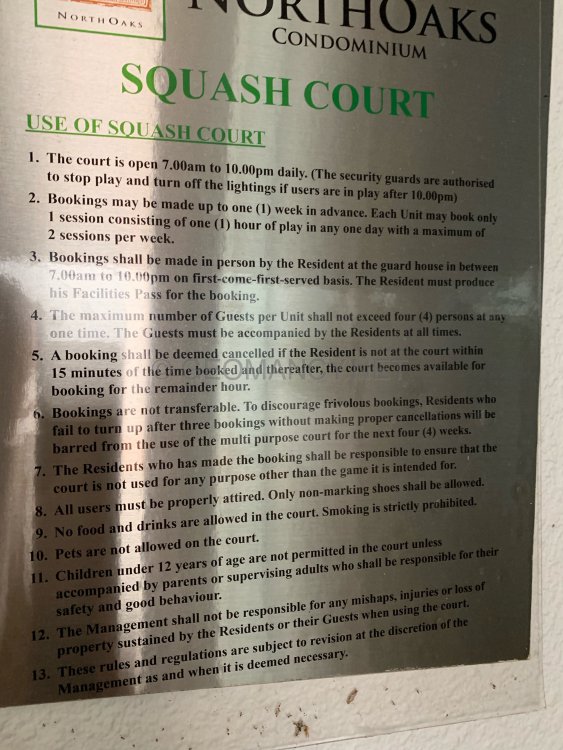 NORTHOAKS
NORTHOAKS
CONDOMINIUM
SQUASH COURT
USE OF SQUASH COURT
1. The court is open 7.00am to 10.00pm daily. (The security guards are authorised
to stop play and turn off the lightings if users are in play after 10.00pm)
2. Bookings may be made up to one (1) week in advance. Each Unit may book only
1 session consisting of one (1) hour of play in any one day with a maximum of
2 sessions per week.
3. Bookings shall be made in person by the Resident at the guard house in between
7.00am to 10.00pm on first-come-first-served basis. The Resident must produce
his Facilities Pass for the booking.
4. The maximum number of Guests per Unit shall not exceed four (4) persons at any
one time. The Guests must be accompanied by the Residents at all times.
5. A booking shall be deemed cancelled if the Resident is not at the court within
15 minutes of the time booked and thereafter, the court becomes available for
booking for the remainder hour.
6. Bookings are not transferable. To discourage frivolous bookings, Residents who
fail to turn up after three bookings without making proper cancellations will be
barred from the use of the multi purpose court for the next four (4) weeks.
7. The Residents who has made the booking shall be responsible to ensure that the
court is not used for any purpose other than the game it is intended for.
8. All users must be properly attired. Only non-marking shoes shall be allowed.
9. No food and drinks are allowed in the court. Smoking is strictly prohibited.
10. Pets are not allowed on the court.
11. Children under 12 years of age are not permitted in the court unless
accompanied by parents or supervising adults who shall be responsible for their
safety and good behaviour.
12. The Management shall not be responsible for any mishaps, injuries or loss of
property sustained by the Residents or their Guests when using the court.
13. These rules and regulations are subject to revision at the discretion of the
Management as and when it is deemed necessary.